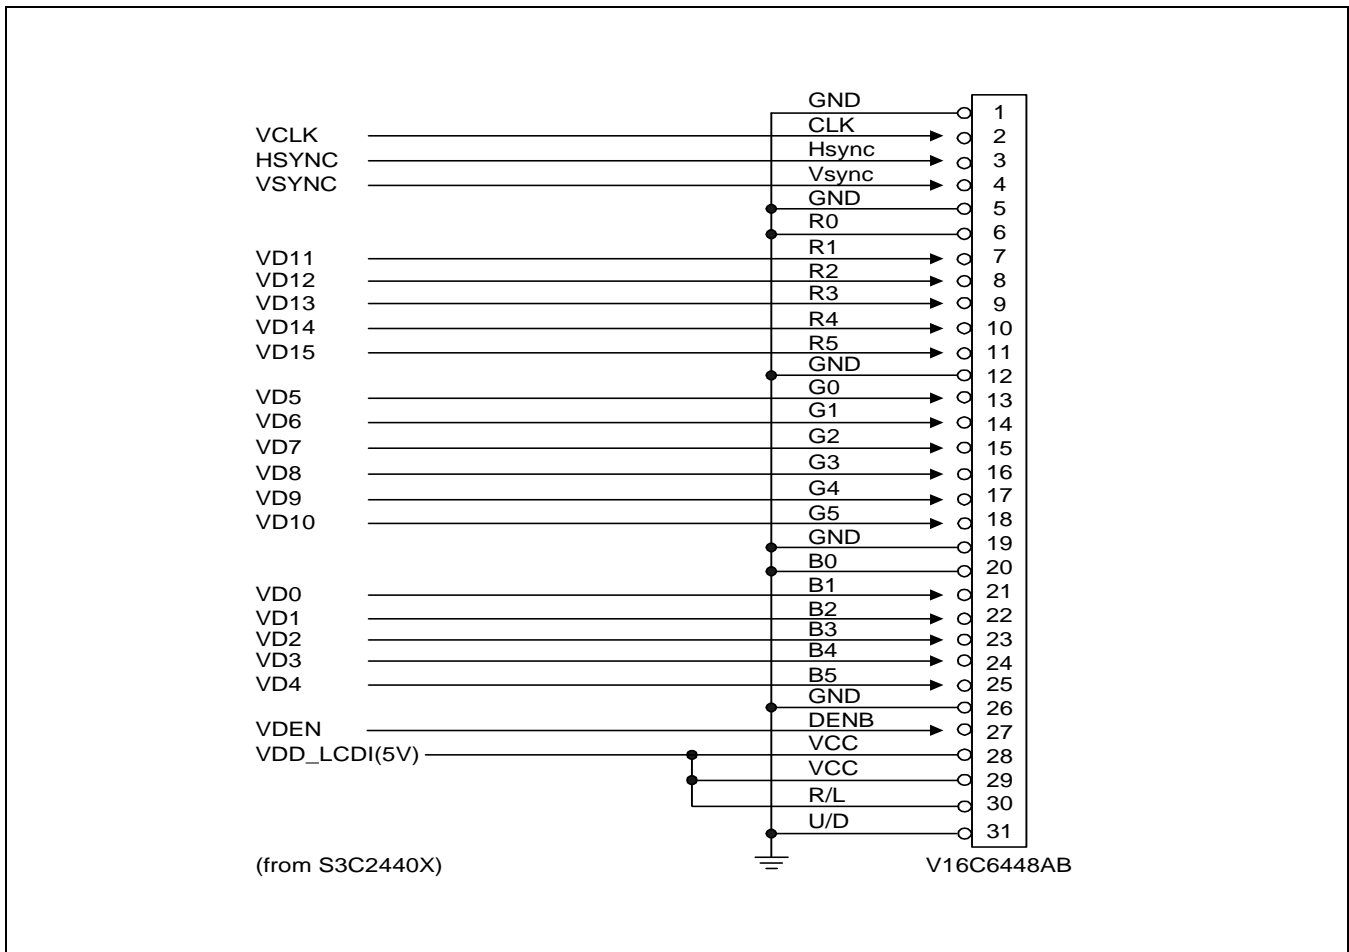 GND 1
VCLK CLK 2
HSYNC Hsync 3
VSYNC Vsync 4
GND 5
R0 6
VD11 R1 7
VD12 R2 8
VD13 R3 9
VD14 R4 10
VD15 R5 11
GND 12
VD5 G0 13
VD6 G1 14
VD7 G2 15
VD8 G3 16
VD9 G4 17
VD10 G5 18
GND 19
B0 20
VD0 B1 21
VD1 B2 22
VD2 B3 23
VD3 B4 24
VD4 B5 25
GND 26
VDEN DENB 27
VDD_LCDI(5V) VCC 28
VCC 29
R/L 30
U/D 31
(from S3C2440X) V16C6448AB